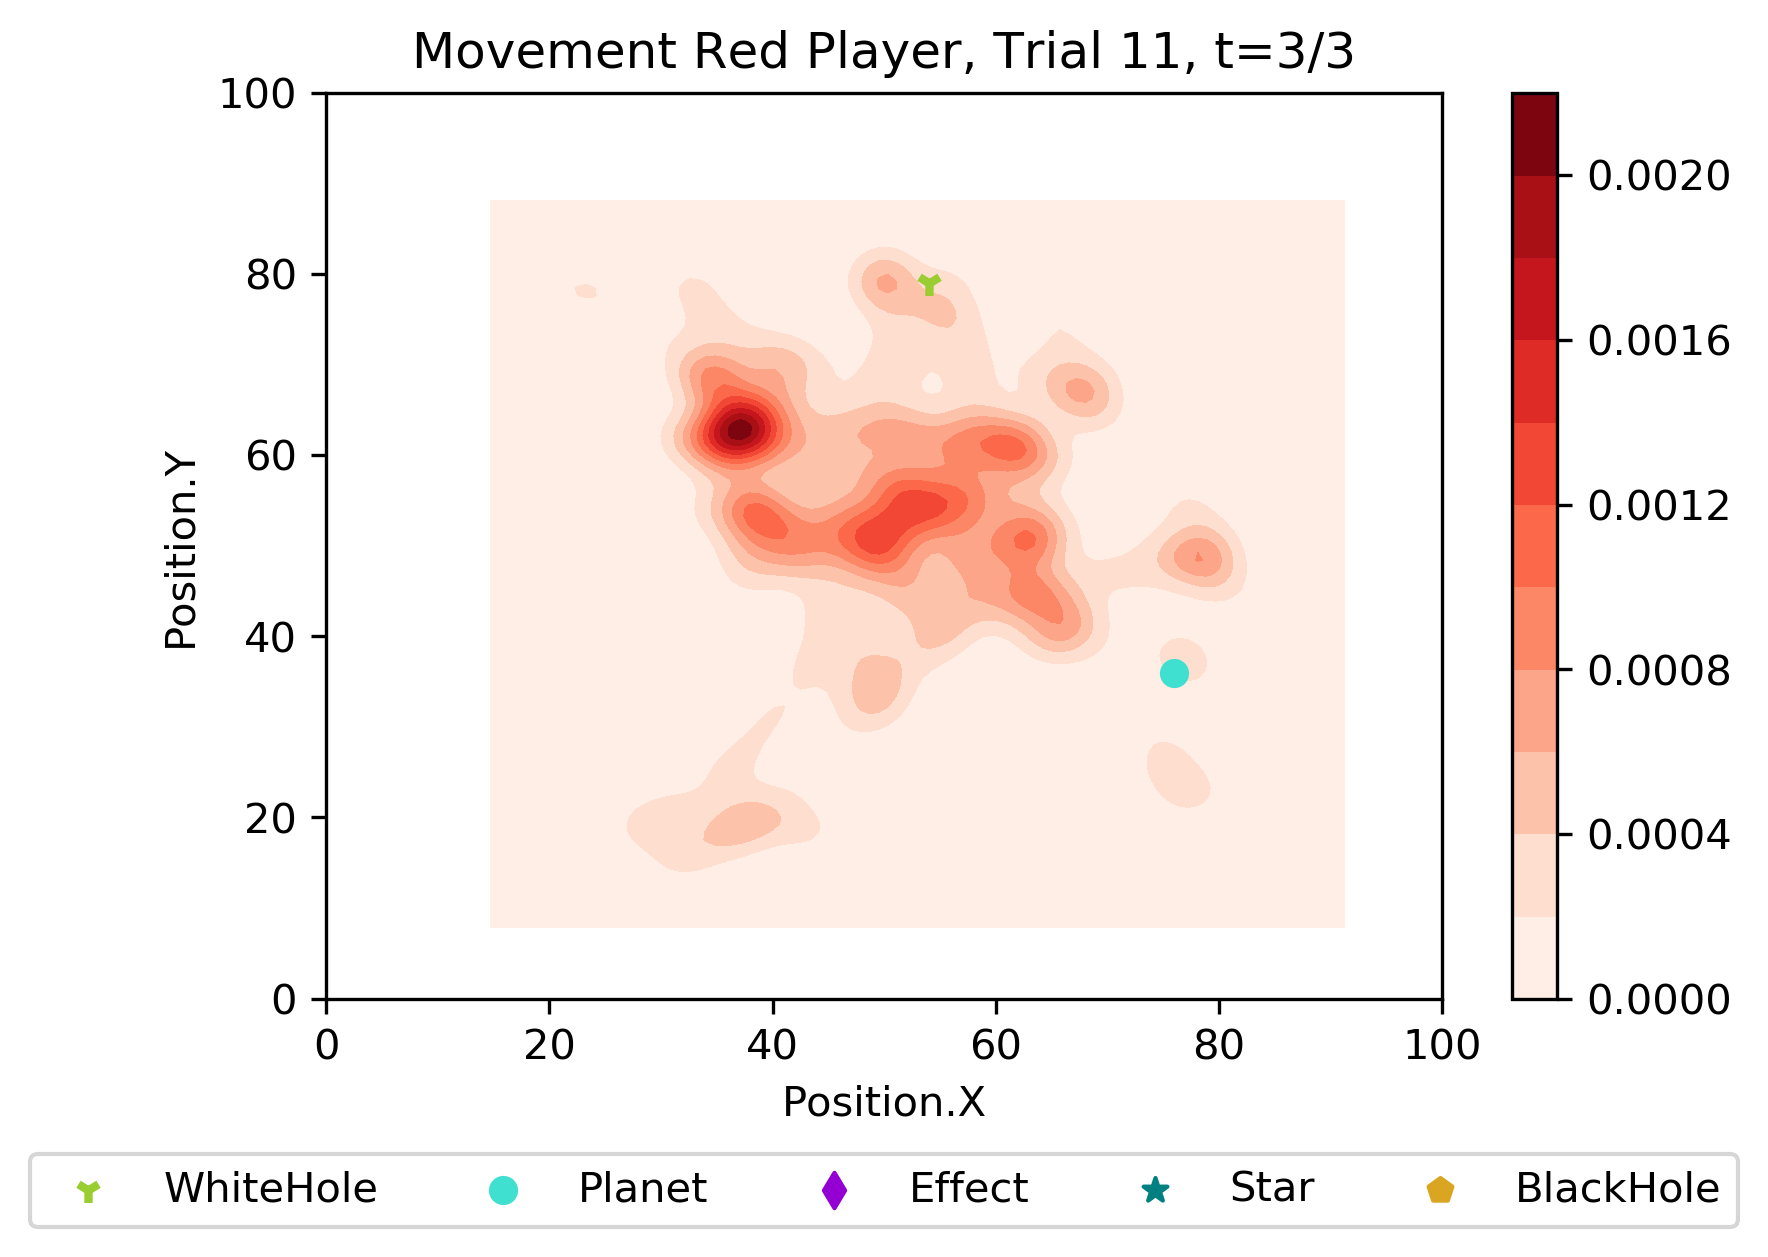 Movement Red Player, Trial 11, t=3/3
100
80
60
40
20
0
Position.Y
0 20 40 60 80 100
Position.X
0.0020
0.0016
0.0012
0.0008
0.0004
0.0000
WhiteHole Planet Effect Star BlackHole